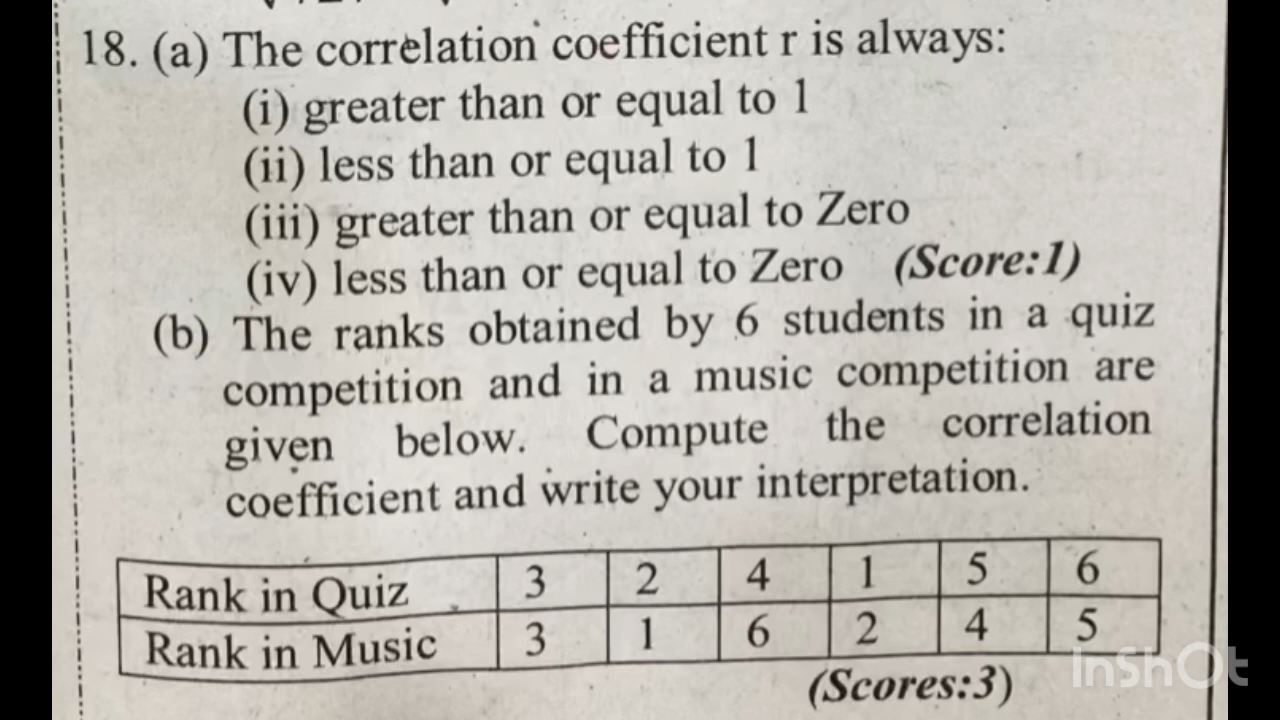 18. (a) The correlation coefficient r is always:
(i) greater than or equal to 1
(ii) less than or equal to 1
(iii) greater than or equal to Zero
(iv) less than or equal to Zero (Score:1)
(b) The ranks obtained by 6 students in a quiz
competition and in a music competition are
given below. Compute the correlation
coefficient and write your interpretation.
Rank in Quiz 3 2 4 1 5 6
Rank in Music 3 1 6 2 4 5
(Scores:3)
InShOt